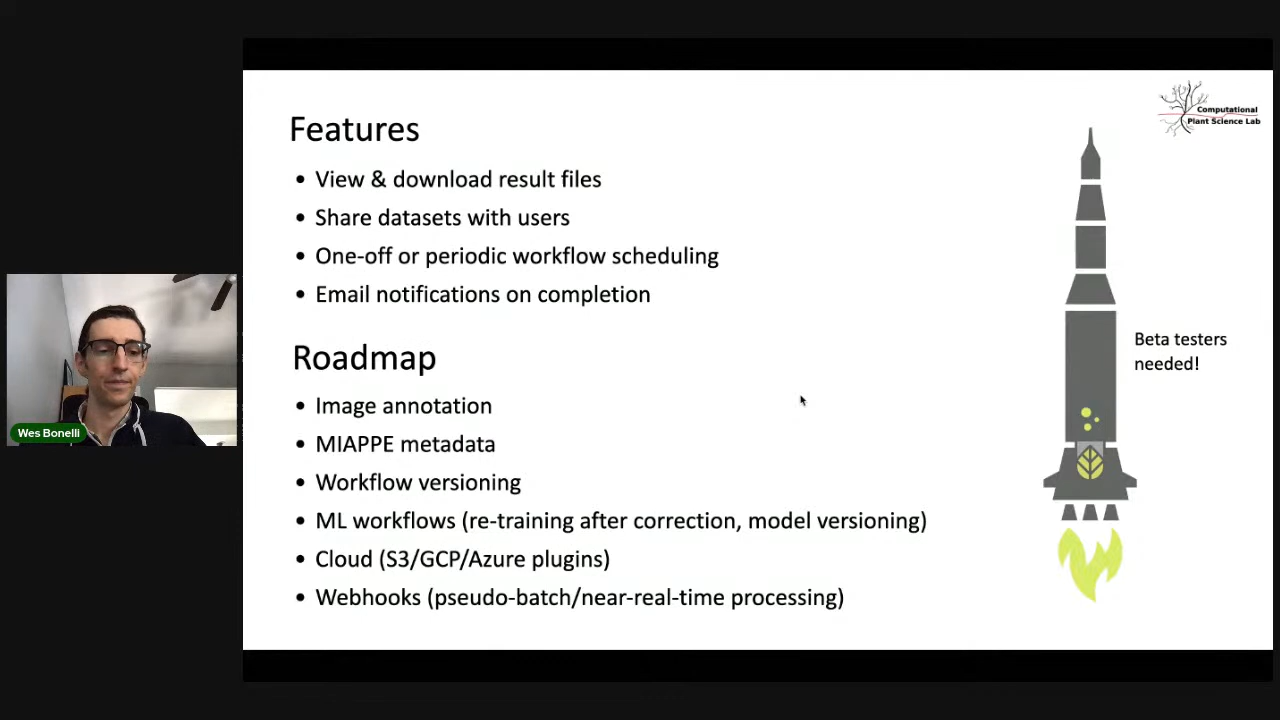 Computational
Plant Science Lab
Features
• View & download result files
• Share datasets with users
• One-off or periodic workflow scheduling
• Email notifications on completion
Roadmap
• Image annotation
• MIAPPE metadata
• Workflow versioning
• ML workflows (re-training after correction, model versioning)
• Cloud (S3/GCP/Azure plugins)
• Webhooks (pseudo-batch/near-real-time processing)
Beta testers
needed!
Wes Bonelli